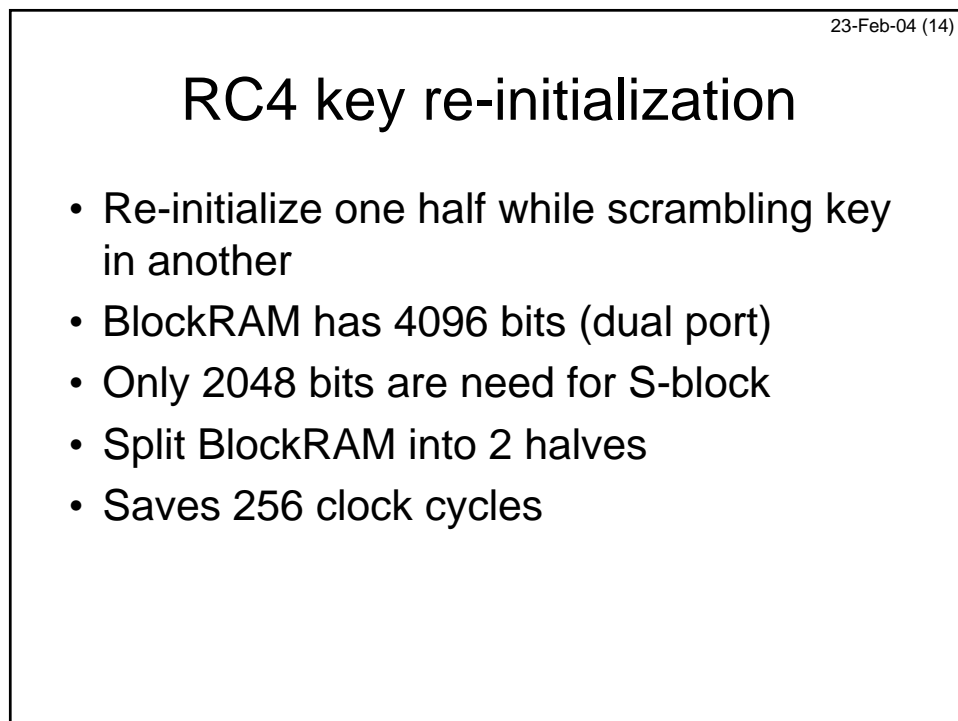 23-Feb-04 (14)
RC4 key re-initialization
• Re-initialize one half while scrambling key
in another
• BlockRAM has 4096 bits (dual port)
• Only 2048 bits are need for S-block
• Split BlockRAM into 2 halves
• Saves 256 clock cycles